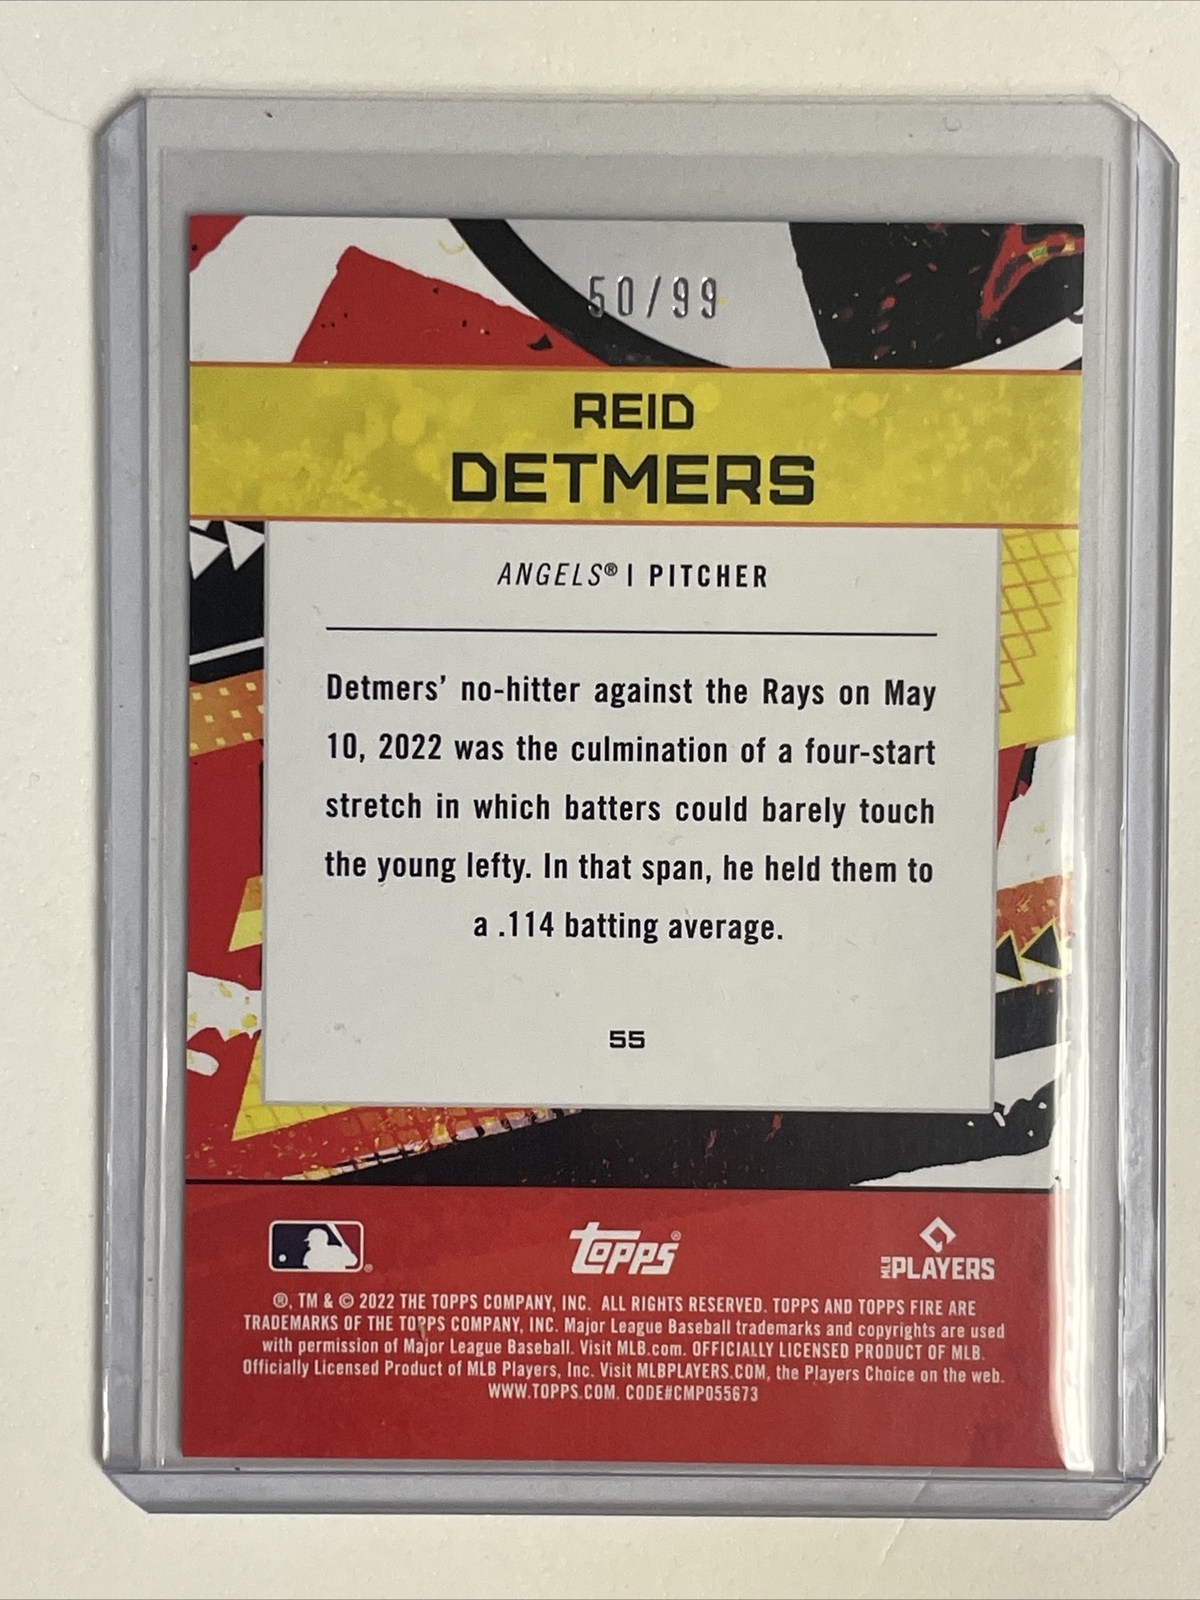 50/99
REID
DETMERS
ANGELS® | PITCHER
Detmers’ no-hitter against the Rays on May
10, 2022 was the culmination of a four-start
stretch in which batters could barely touch
the young lefty. In that span, he held them to
a .114 batting average.
55
topps®
MLB PLAYERS
®, TM & © 2022 THE TOPPS COMPANY, INC. ALL RIGHTS RESERVED. TOPPS AND TOPPS FIRE ARE
TRADEMARKS OF THE TOPPS COMPANY, INC. Major League Baseball trademarks and copyrights are used
with permission of Major League Baseball. Visit MLB.com. OFFICIALLY LICENSED PRODUCT OF MLB.
Officially Licensed Product of MLB Players, Inc. Visit MLBPLAYERS.COM, the Players Choice on the web.
WWW.TOPPS.COM. CODE#CMP055673